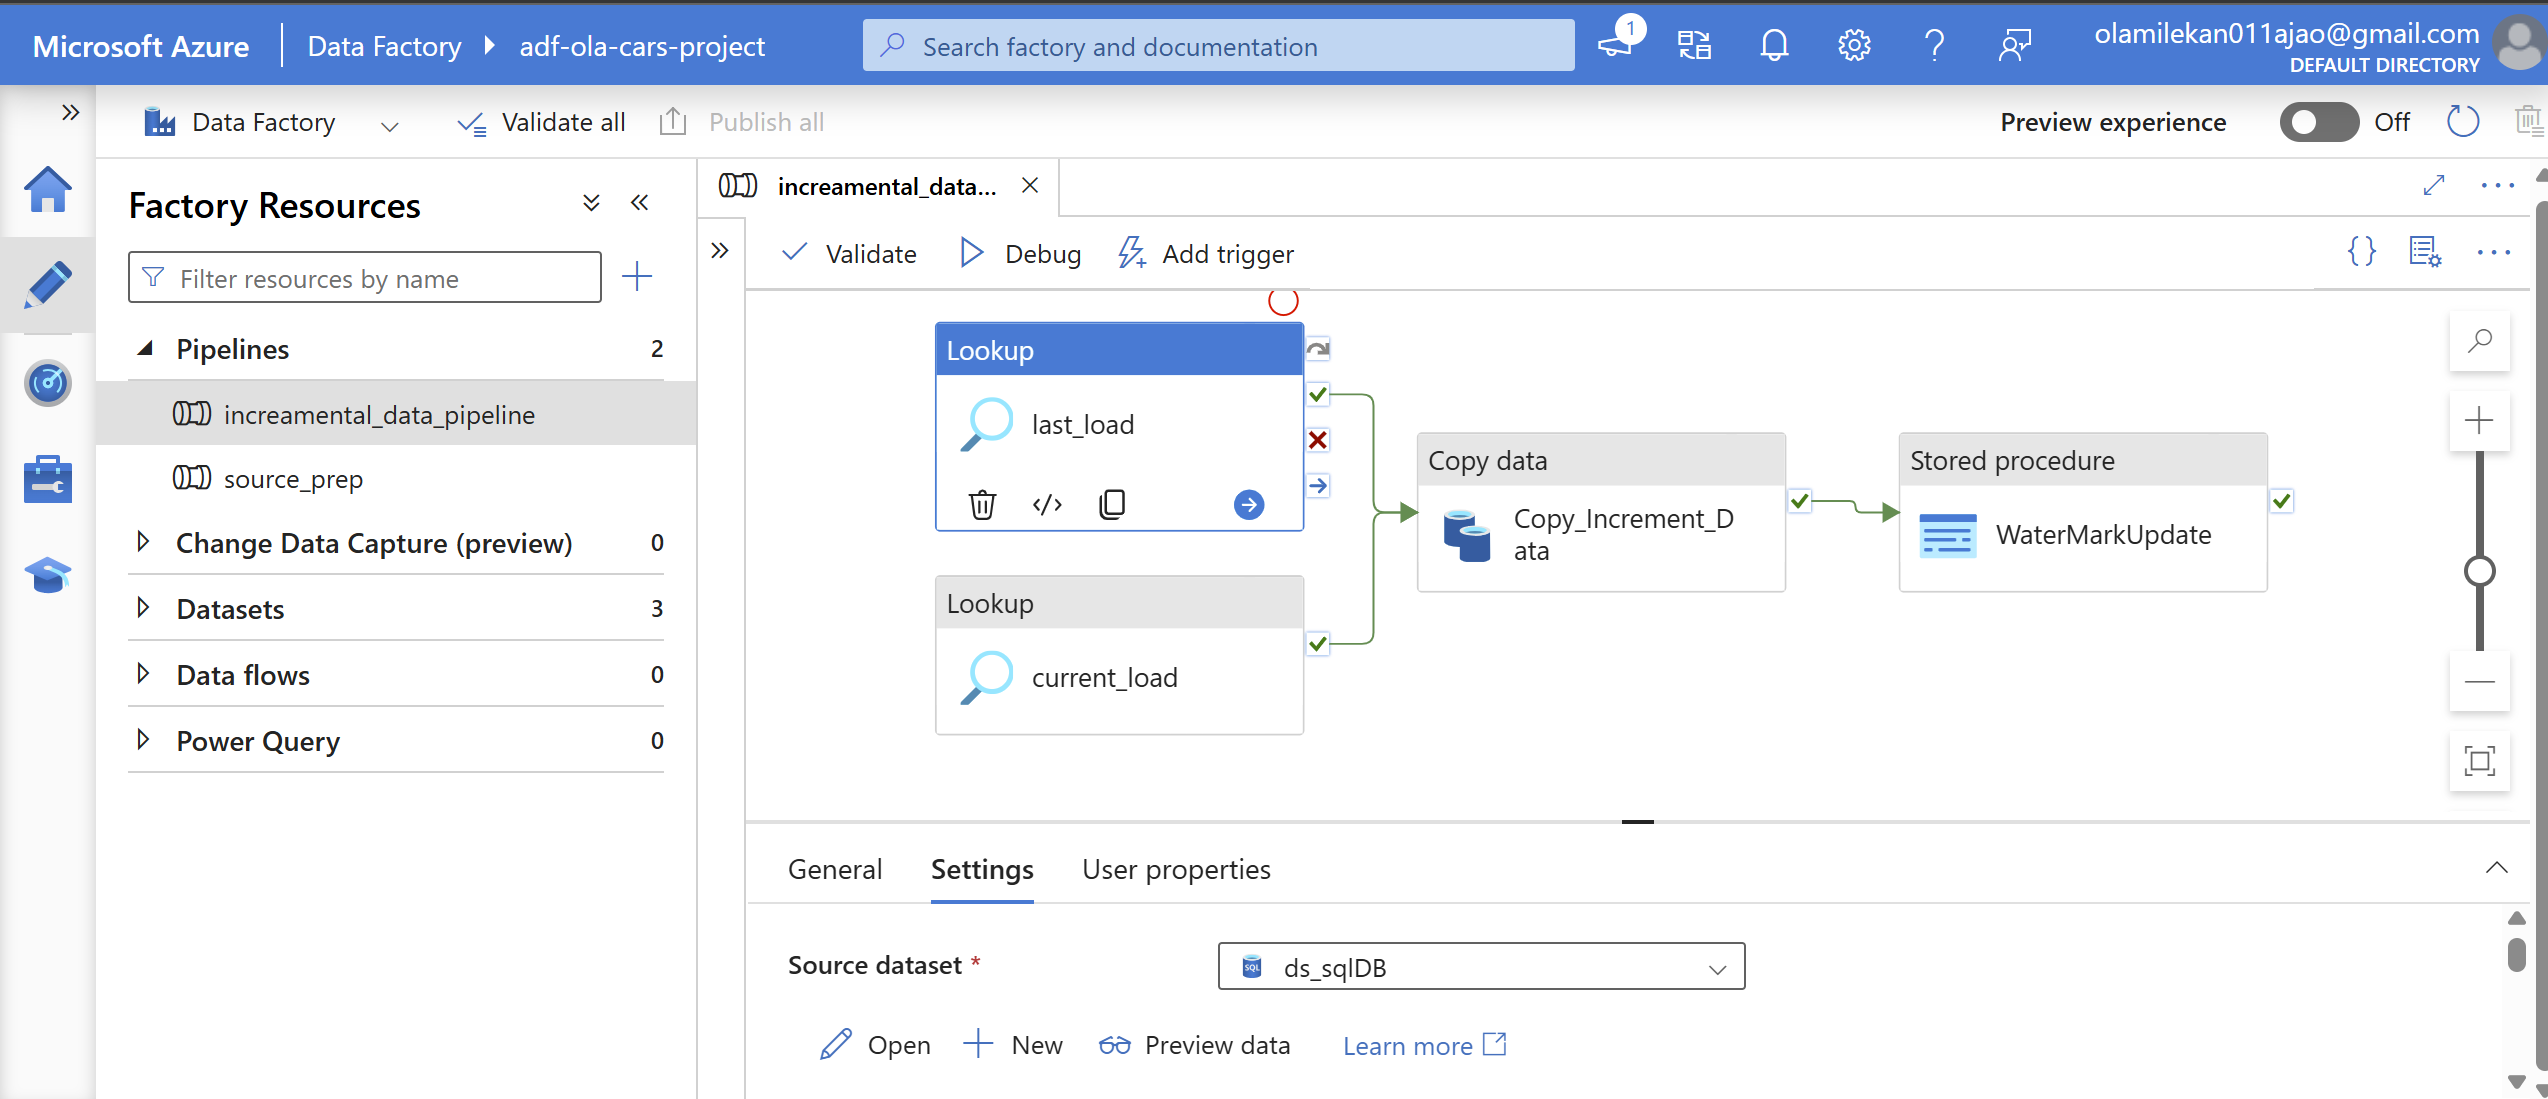 Microsoft Azure
Data Factory
adf-ola-cars-project
Search factory and documentation
1
olamilekan011ajao@gmail.com
DEFAULT DIRECTORY
Data Factory
Validate all
Publish all
Preview experience
Off
Factory Resources
Filter resources by name
Pipelines
2
increamental_data_pipeline
source_prep
Change Data Capture (preview)
0
Datasets
3
Data flows
0
Power Query
0
increamental_data...
Validate
Debug
Add trigger
Lookup
last_load
Lookup
current_load
Copy data
Copy_Increment_D
ata
Stored procedure
WaterMarkUpdate
General
Settings
User properties
Source dataset *
SQL
ds_sqlDB
Open
New
Preview data
Learn more